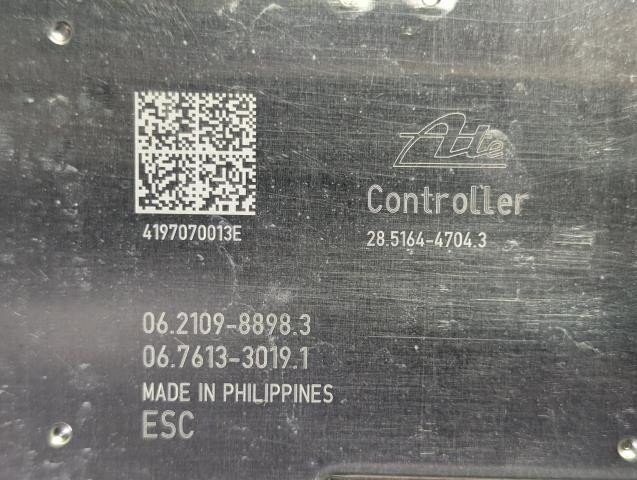 Ate
Controller
4197070013E
28.5164-4704.3
06.2109-8898.3
06.7613-3019.1
MADE IN PHILIPPINES
ESC